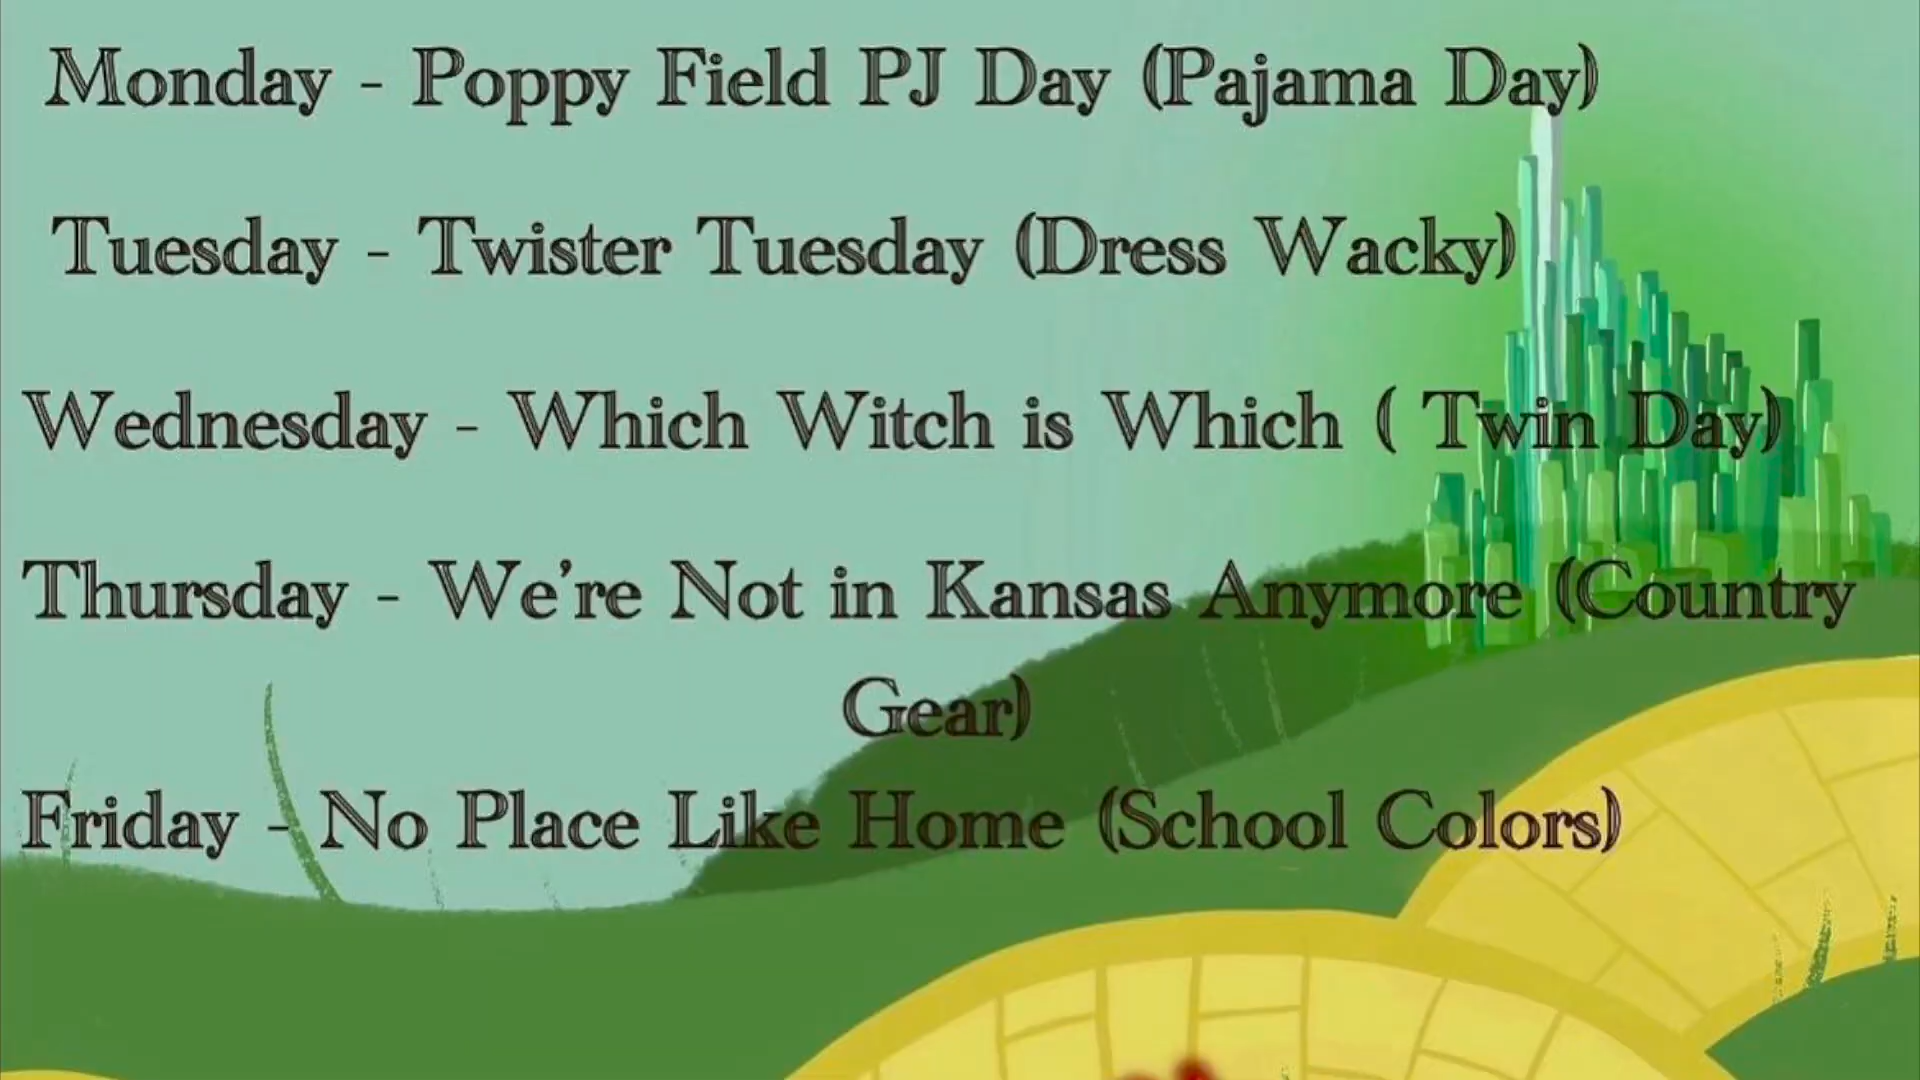 Monday - Poppy Field PJ Day (Pajama Day)
Tuesday - Twister Tuesday (Dress Wacky)
Wednesday - Which Witch is Which ( Twin Day)
Thursday - We're Not in Kansas Anymore (Country
Gear)
Friday - No Place Like Home (School Colors)